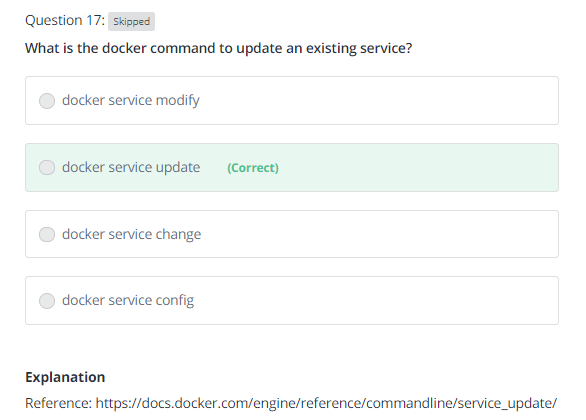 Question 17: Skipped
What is the docker command to update an existing service?
docker service modify
docker service update (Correct)
docker service change
docker service config
Explanation
Reference: https://docs.docker.com/engine/reference/commandline/service_update/